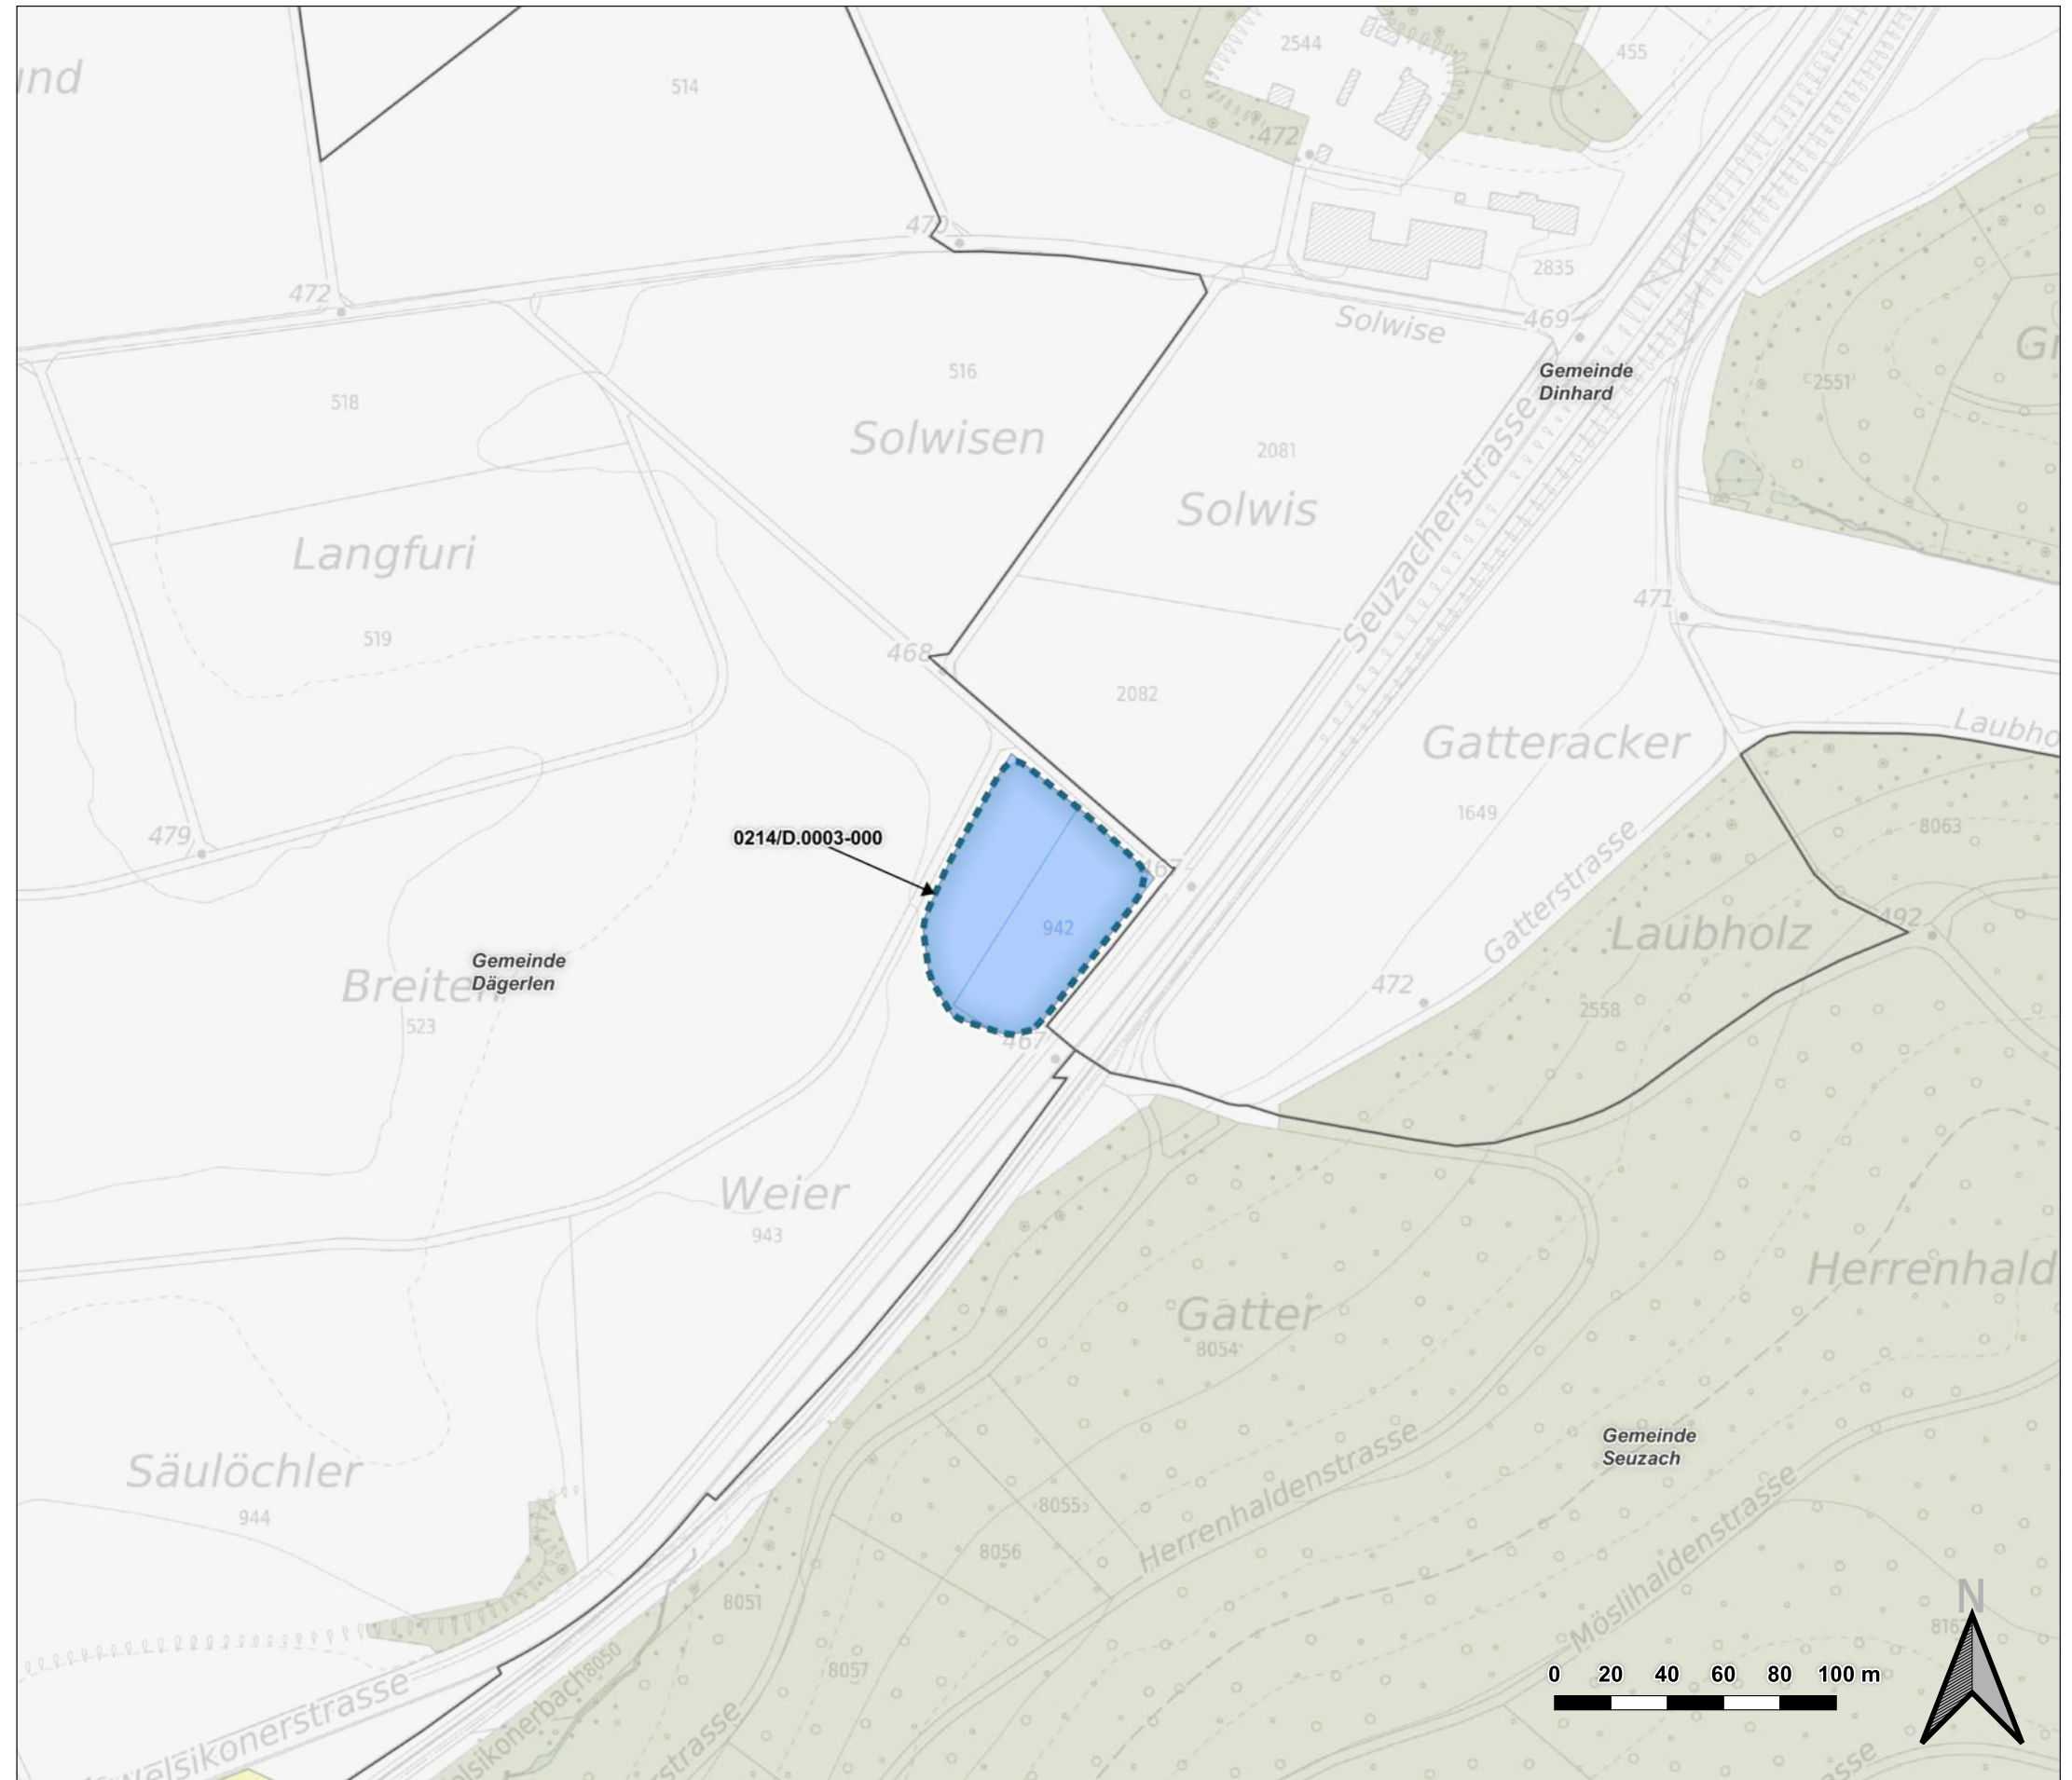 und
514
2544
455
472
470
472
2835
469
Solwise
Gemeinde
Dinhard
2551
518
516
Solwisen
2081
Solwis
Seuzacherstrasse
Langfuri
519
468
471
2082
Gatteracker
1649
479
0214/D.0003-000
467
942
8063
Gatterstrasse
Laubholz
492
Gemeinde
Dägerlen
Breiten
523
472
2558
467
Weier
943
Herrenhald
Gatter
8054
Säulöchler
944
Herrenhaldenstrasse
Gemeinde
Seuzach
8055
8056
Möslihaldenstrasse
8051
8050
8057
N
0 20 40 60 80 100 m